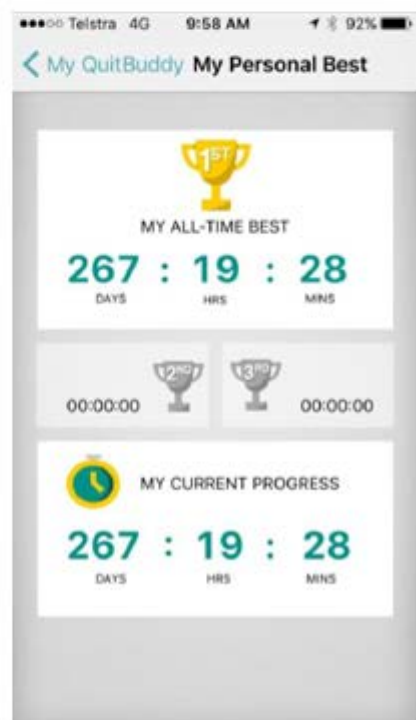 Telstra 4G 9:58 AM 92%
My QuitBuddy My Personal Best
1ST
MY ALL-TIME BEST
267 : 19 : 28
DAYS HRS MINS
2ND 3RD
00:00:00 00:00:00
MY CURRENT PROGRESS
267 : 19 : 28
DAYS HRS MINS